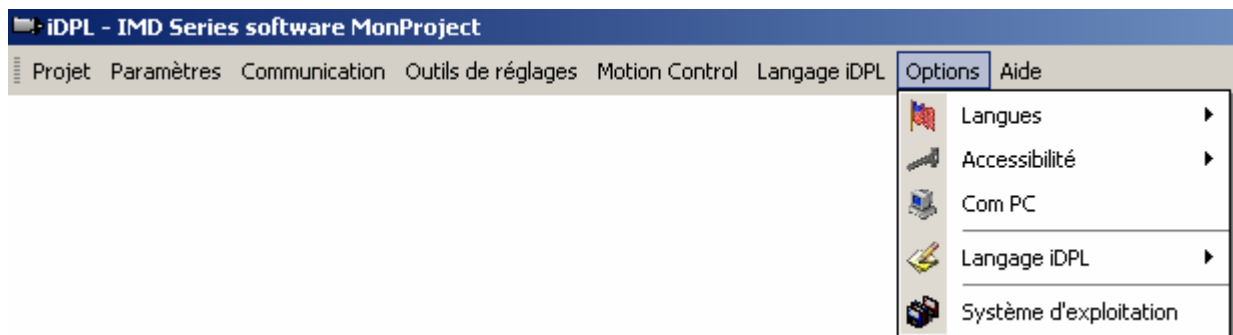 iDPL - IMD Series software MonProject
Projet Paramètres Communication Outils de réglages Motion Control Langage iDPL Options Aide
Langues
Accessibilité
Com PC
Langage iDPL
Système d'exploitation